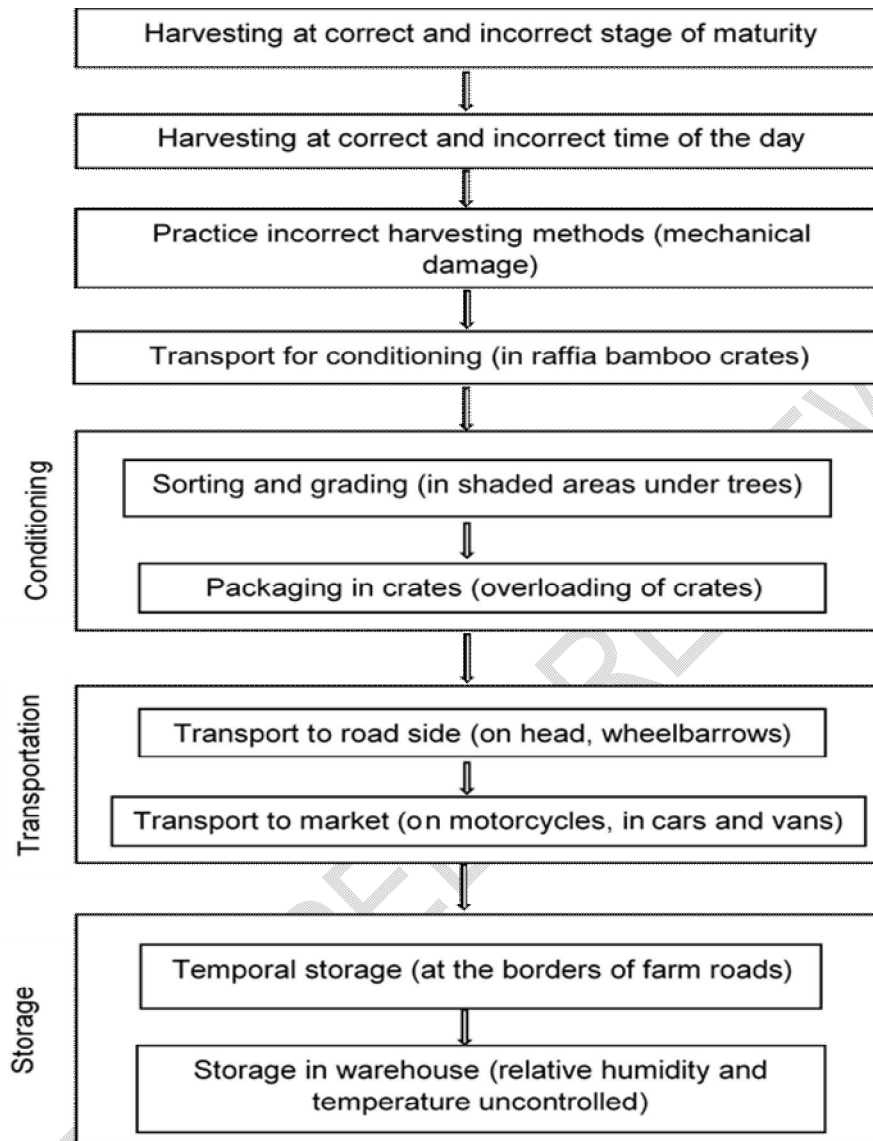 Harvesting at correct and incorrect stage of maturity
Harvesting at correct and incorrect time of the day
Practice incorrect harvesting methods (mechanical
damage)
Transport for conditioning (in raffia bamboo crates)
Conditioning
Sorting and grading (in shaded areas under trees)
Packaging in crates (overloading of crates)
Transportation
Transport to road side (on head, wheelbarrows)
Transport to market (on motorcycles, in cars and vans)
Storage
Temporal storage (at the borders of farm roads)
Storage in warehouse (relative humidity and
temperature uncontrolled)